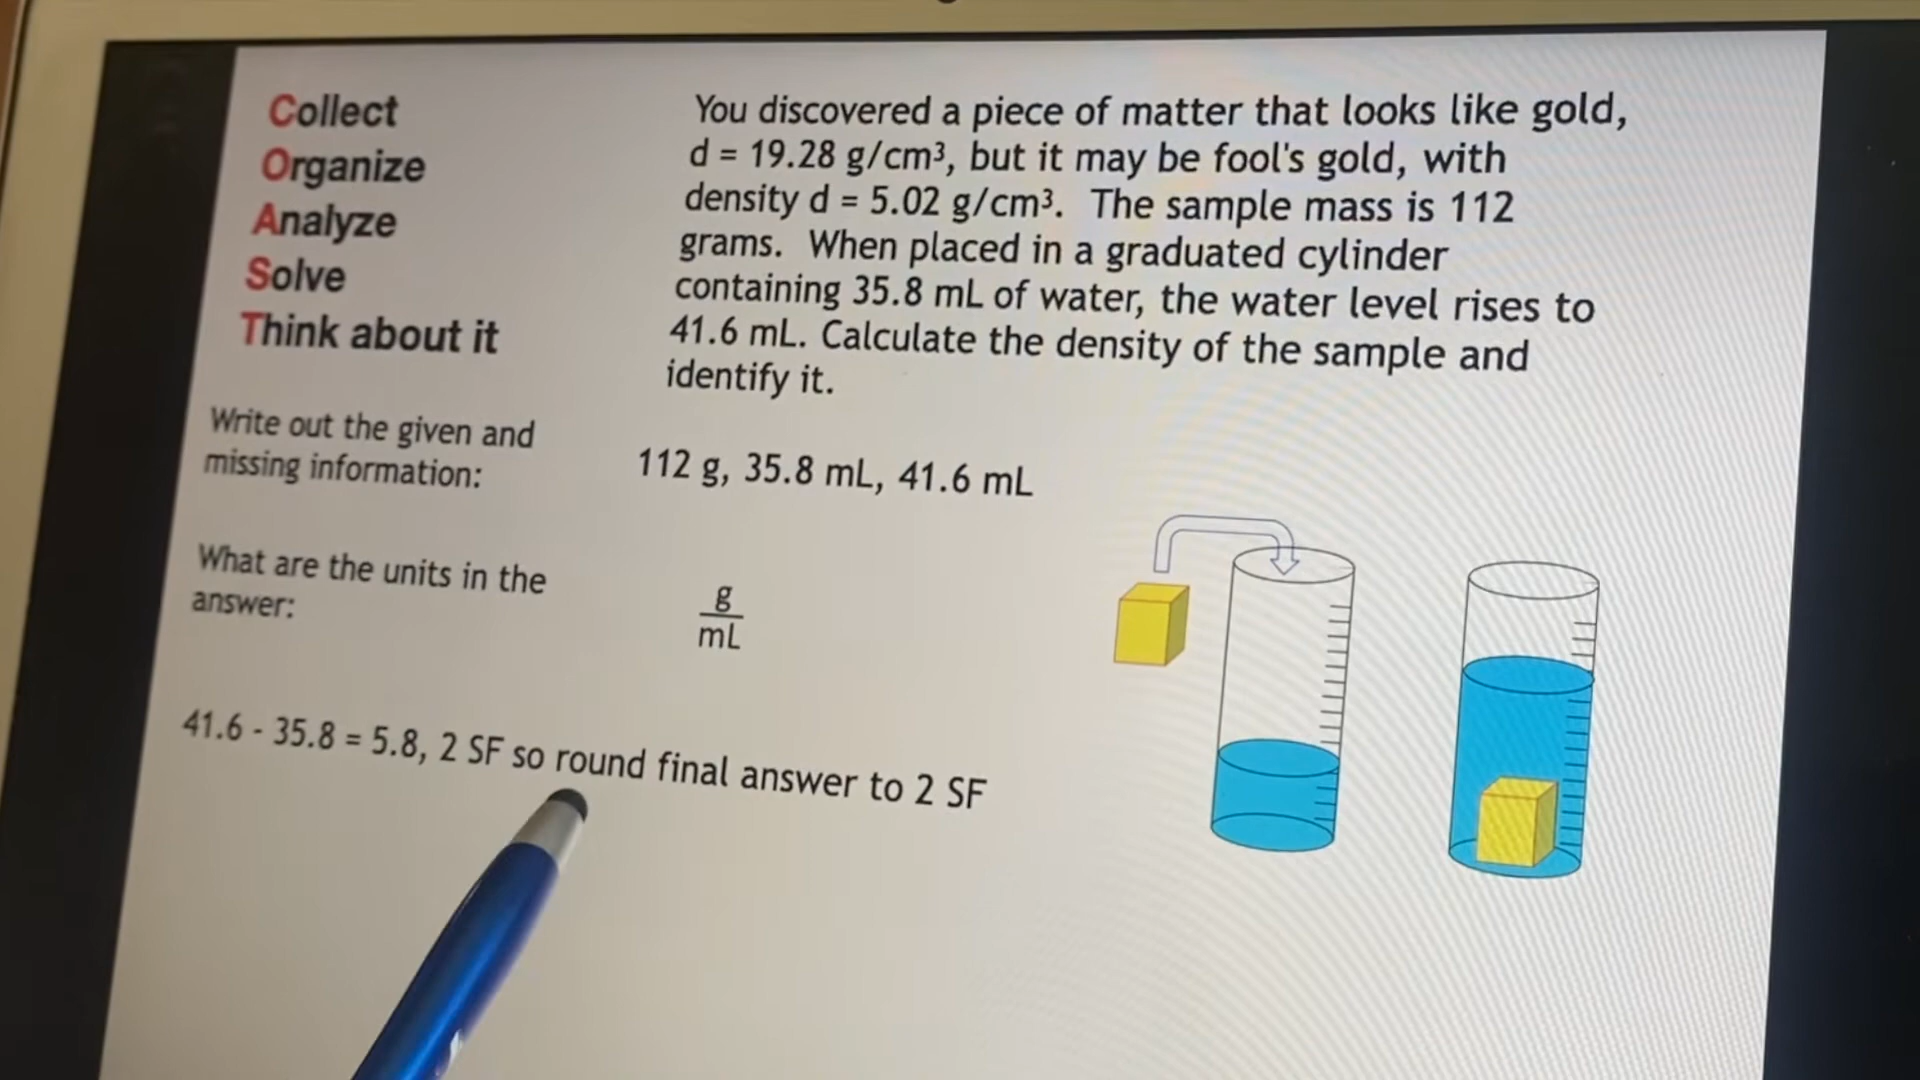 Collect
Organize
Analyze
Solve
Think about it
You discovered a piece of matter that looks like gold,
d = 19.28 g/cm³, but it may be fool's gold, with
density d = 5.02 g/cm³. The sample mass is 112
grams. When placed in a graduated cylinder
containing 35.8 mL of water, the water level rises to
41.6 mL. Calculate the density of the sample and
identify it.
Write out the given and
missing information:
112 g, 35.8 mL, 41.6 mL
What are the units in the
answer:
g
mL
41.6 - 35.8 = 5.8, 2 SF so round final answer to 2 SF